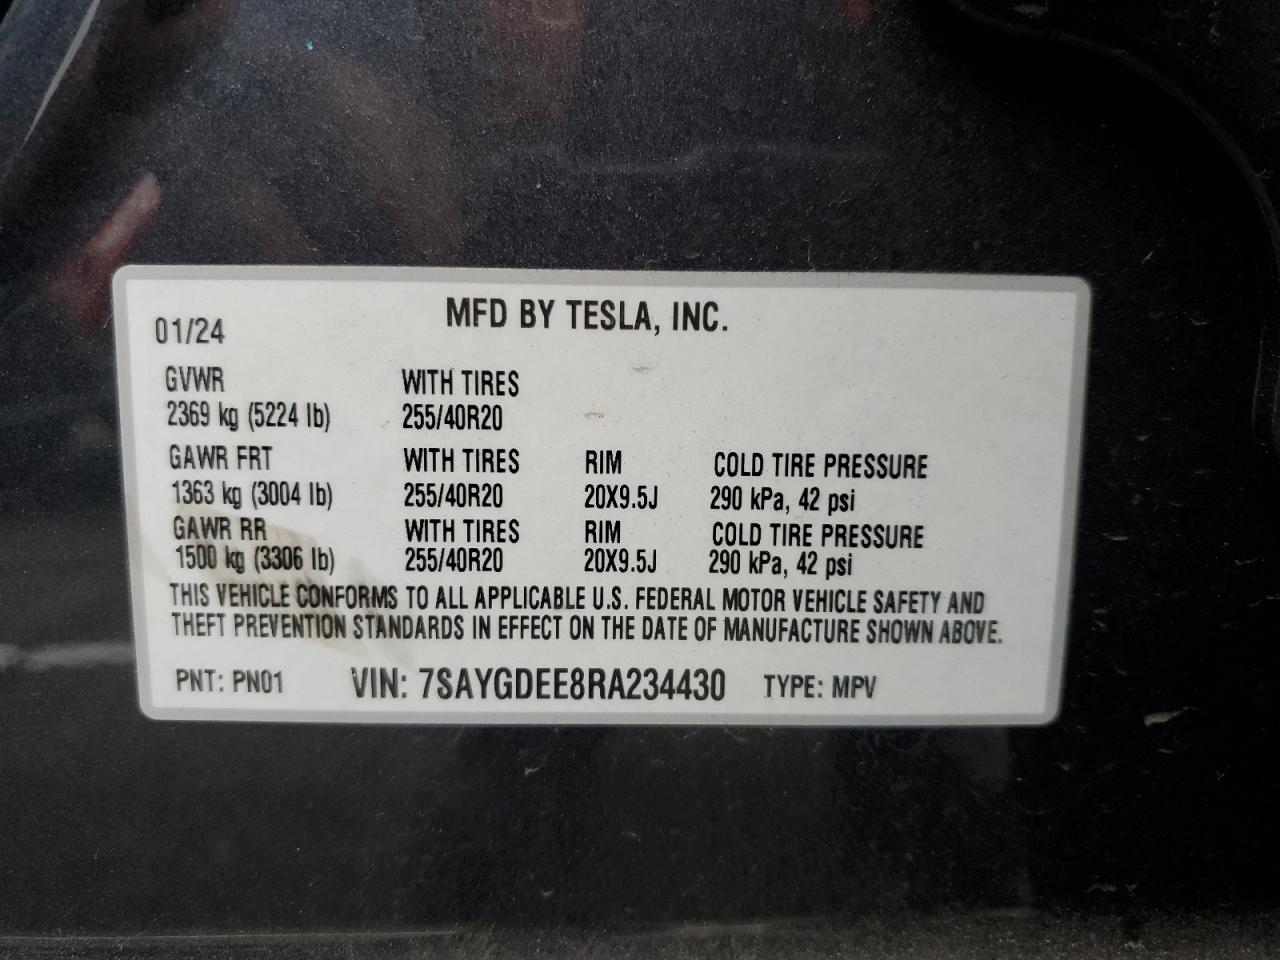 MFD BY TESLA, INC.
01/24
GVWR WITH TIRES
2369 kg (5224 lb) 255/40R20
GAWR FRT WITH TIRES RIM COLD TIRE PRESSURE
1363 kg (3004 lb) 255/40R20 20X9.5J 290 kPa, 42 psi
GAWR RR WITH TIRES RIM COLD TIRE PRESSURE
1500 kg (3306 lb) 255/40R20 20X9.5J 290 kPa, 42 psi
THIS VEHICLE CONFORMS TO ALL APPLICABLE U.S. FEDERAL MOTOR VEHICLE SAFETY AND
THEFT PREVENTION STANDARDS IN EFFECT ON THE DATE OF MANUFACTURE SHOWN ABOVE.
PNT: PN01 VIN: 7SAYGDEE8RA234430 TYPE: MPV